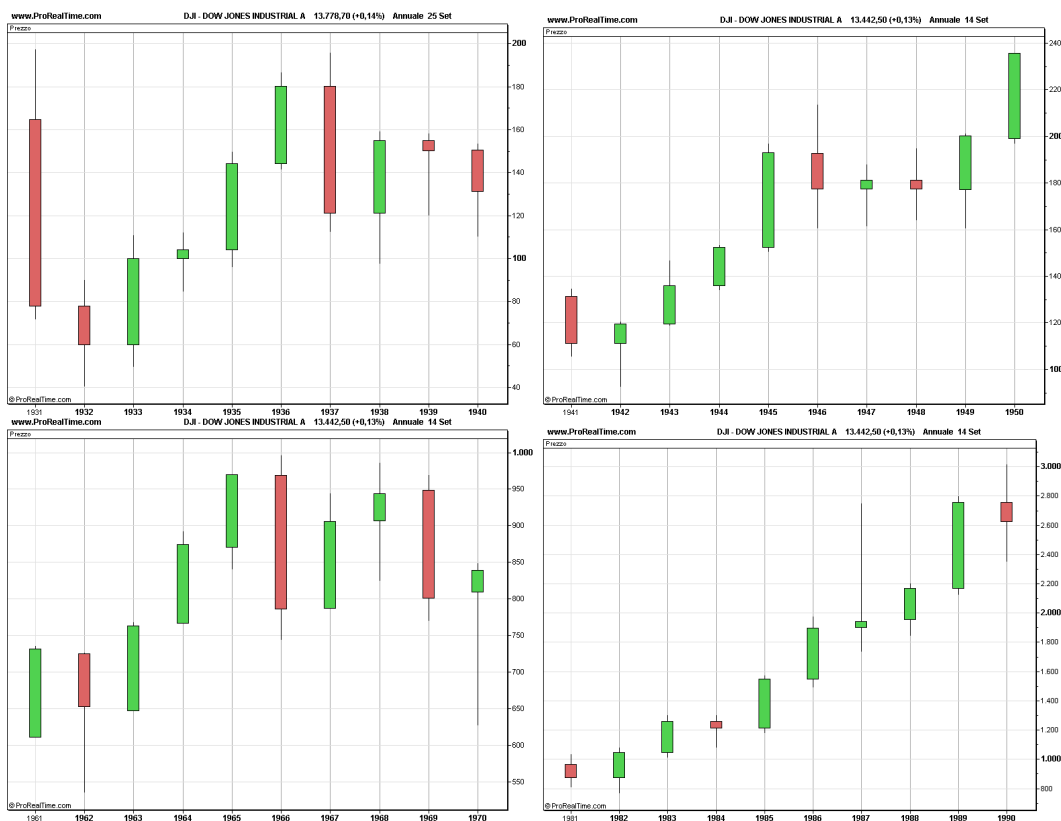 www.ProRealTime.com DJI - DOW JONES INDUSTRIAL A 13.778,70 (+0,14%) Annuale 25 Set
Prezzo
200
180
160
140
120
100
80
60
40
© ProRealTime.com
1931 1932 1933 1934 1935 1936 1937 1938 1939 1940
www.ProRealTime.com DJI - DOW JONES INDUSTRIAL A 13.442,50 (+0,13%) Annuale 14 Set
Prezzo
240
220
200
180
160
140
120
100
© ProRealTime.com
1941 1942 1943 1944 1945 1946 1947 1948 1949 1950
www.ProRealTime.com DJI - DOW JONES INDUSTRIAL A 13.442,50 (+0,13%) Annuale 14 Set
Prezzo
1.000
950
900
850
800
750
700
650
600
550
© ProRealTime.com
1961 1962 1963 1964 1965 1966 1967 1968 1969 1970
www.ProRealTime.com DJI - DOW JONES INDUSTRIAL A 13.442,50 (+0,13%) Annuale 14 Set
Prezzo
3.000
2.800
2.600
2.400
2.200
2.000
1.800
1.600
1.400
1.200
1.000
800
© ProRealTime.com
1981 1982 1983 1984 1985 1986 1987 1988 1989 1990